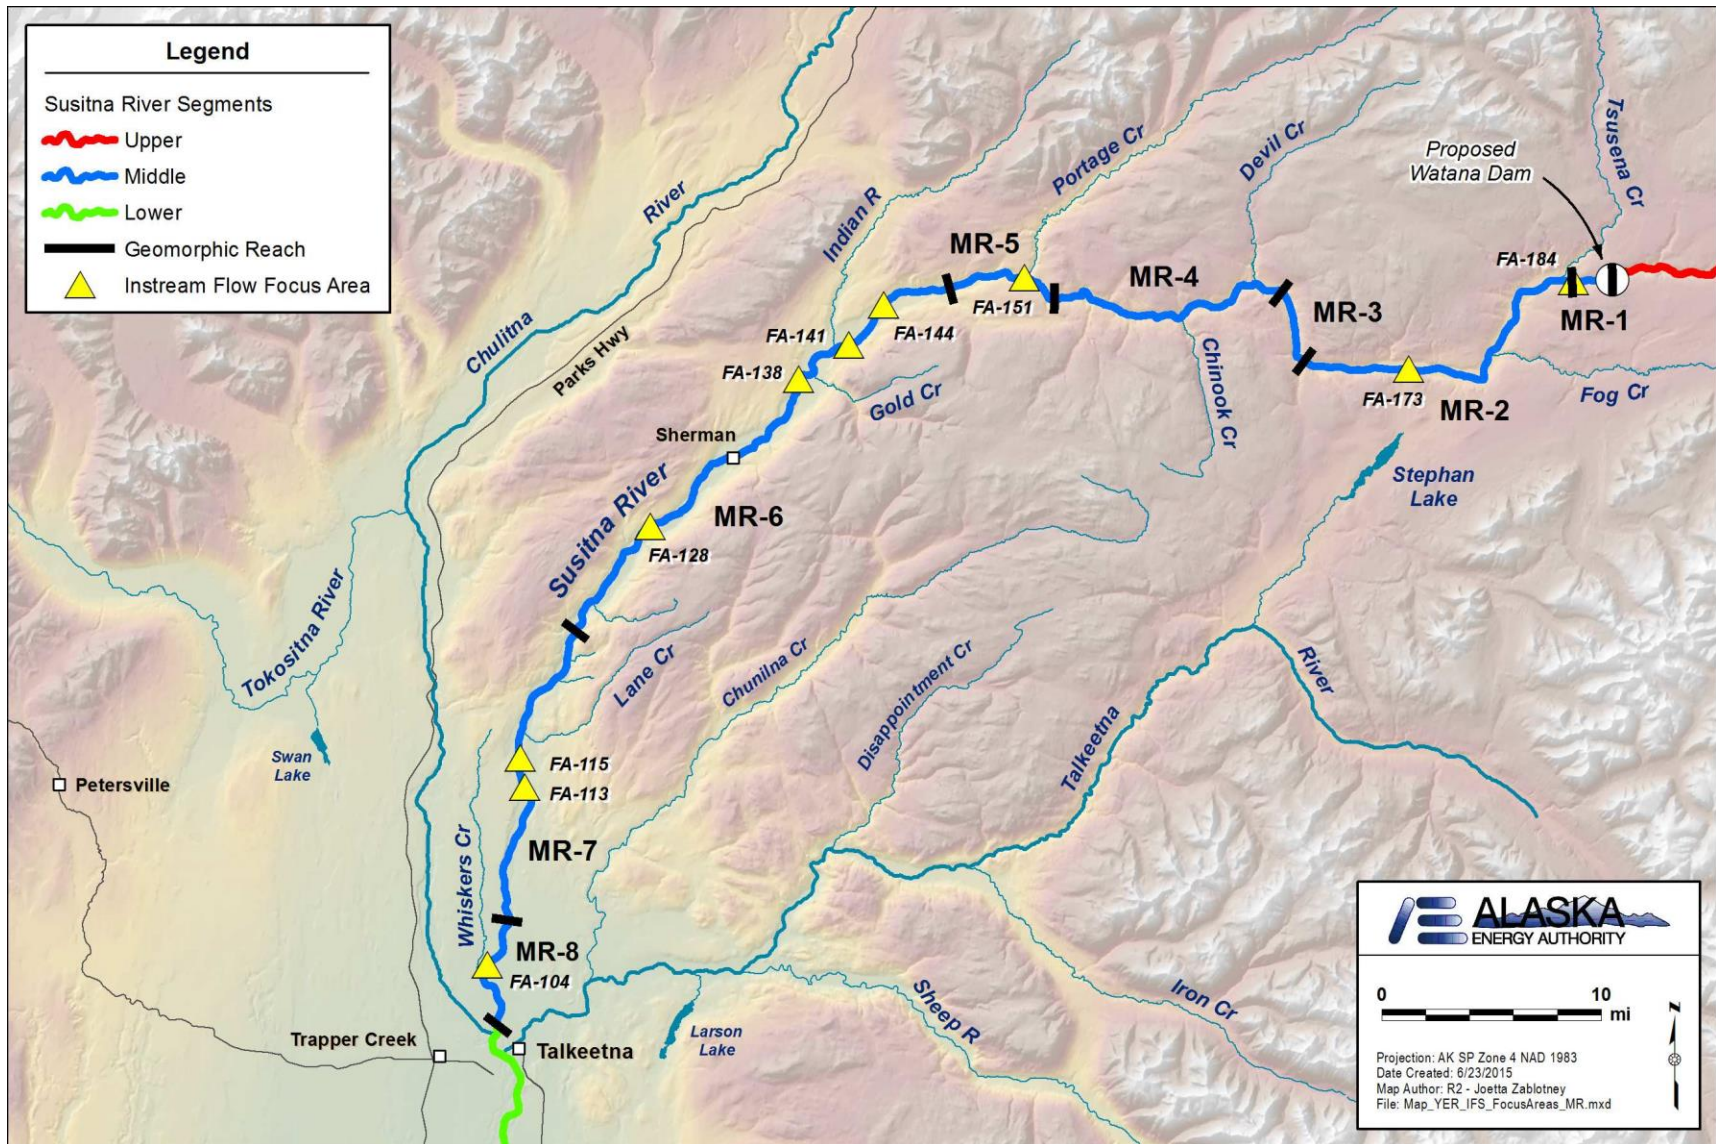 Legend
Susitna River Segments
Upper
Middle
Lower
Geomorphic Reach
Instream Flow Focus Area
Chulitna
River
Parks Hwy
Indian R
Portage Cr
Devil Cr
Tsusena Cr
Proposed
Watana Dam
MR-5
MR-4
FA-184
MR-1
FA-151
MR-3
FA-144
FA-141
FA-138
Gold Cr
Chinook Cr
FA-173
MR-2
Fog Cr
Sherman
Susitna River
MR-6
FA-128
Stephan
Lake
Tokositna River
Lane Cr
Chunilna Cr
Disappointment Cr
Talkeetna
River
Swan
Lake
Petersville
FA-115
FA-113
MR-7
Whiskers Cr
MR-8
FA-104
Trapper Creek
Talkeetna
Larson
Lake
Sheep R
Iron Cr
ALASKA
ENERGY AUTHORITY
0 10
mi
N
Projection: AK SP Zone 4 NAD 1983
Date Created: 6/23/2015
Map Author: R2 - Joetta Zablotney
File: Map_YER_IFS_FocusAreas_MR.mxd